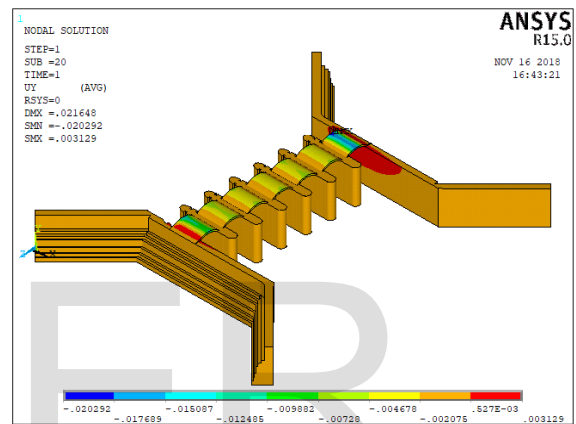 1
NODAL SOLUTION
STEP=1
SUB =20
TIME=1
UY (AVG)
RSYS=0
DMX =.021648
SMN =-.020292
SMX =.003129
ANSYS
R15.0
NOV 16 2018
16:43:21
Z X
-.020292 -.015087 -.009882 -.004678 .527E-03
-.017689 -.012485 -.00728 -.002075 .003129